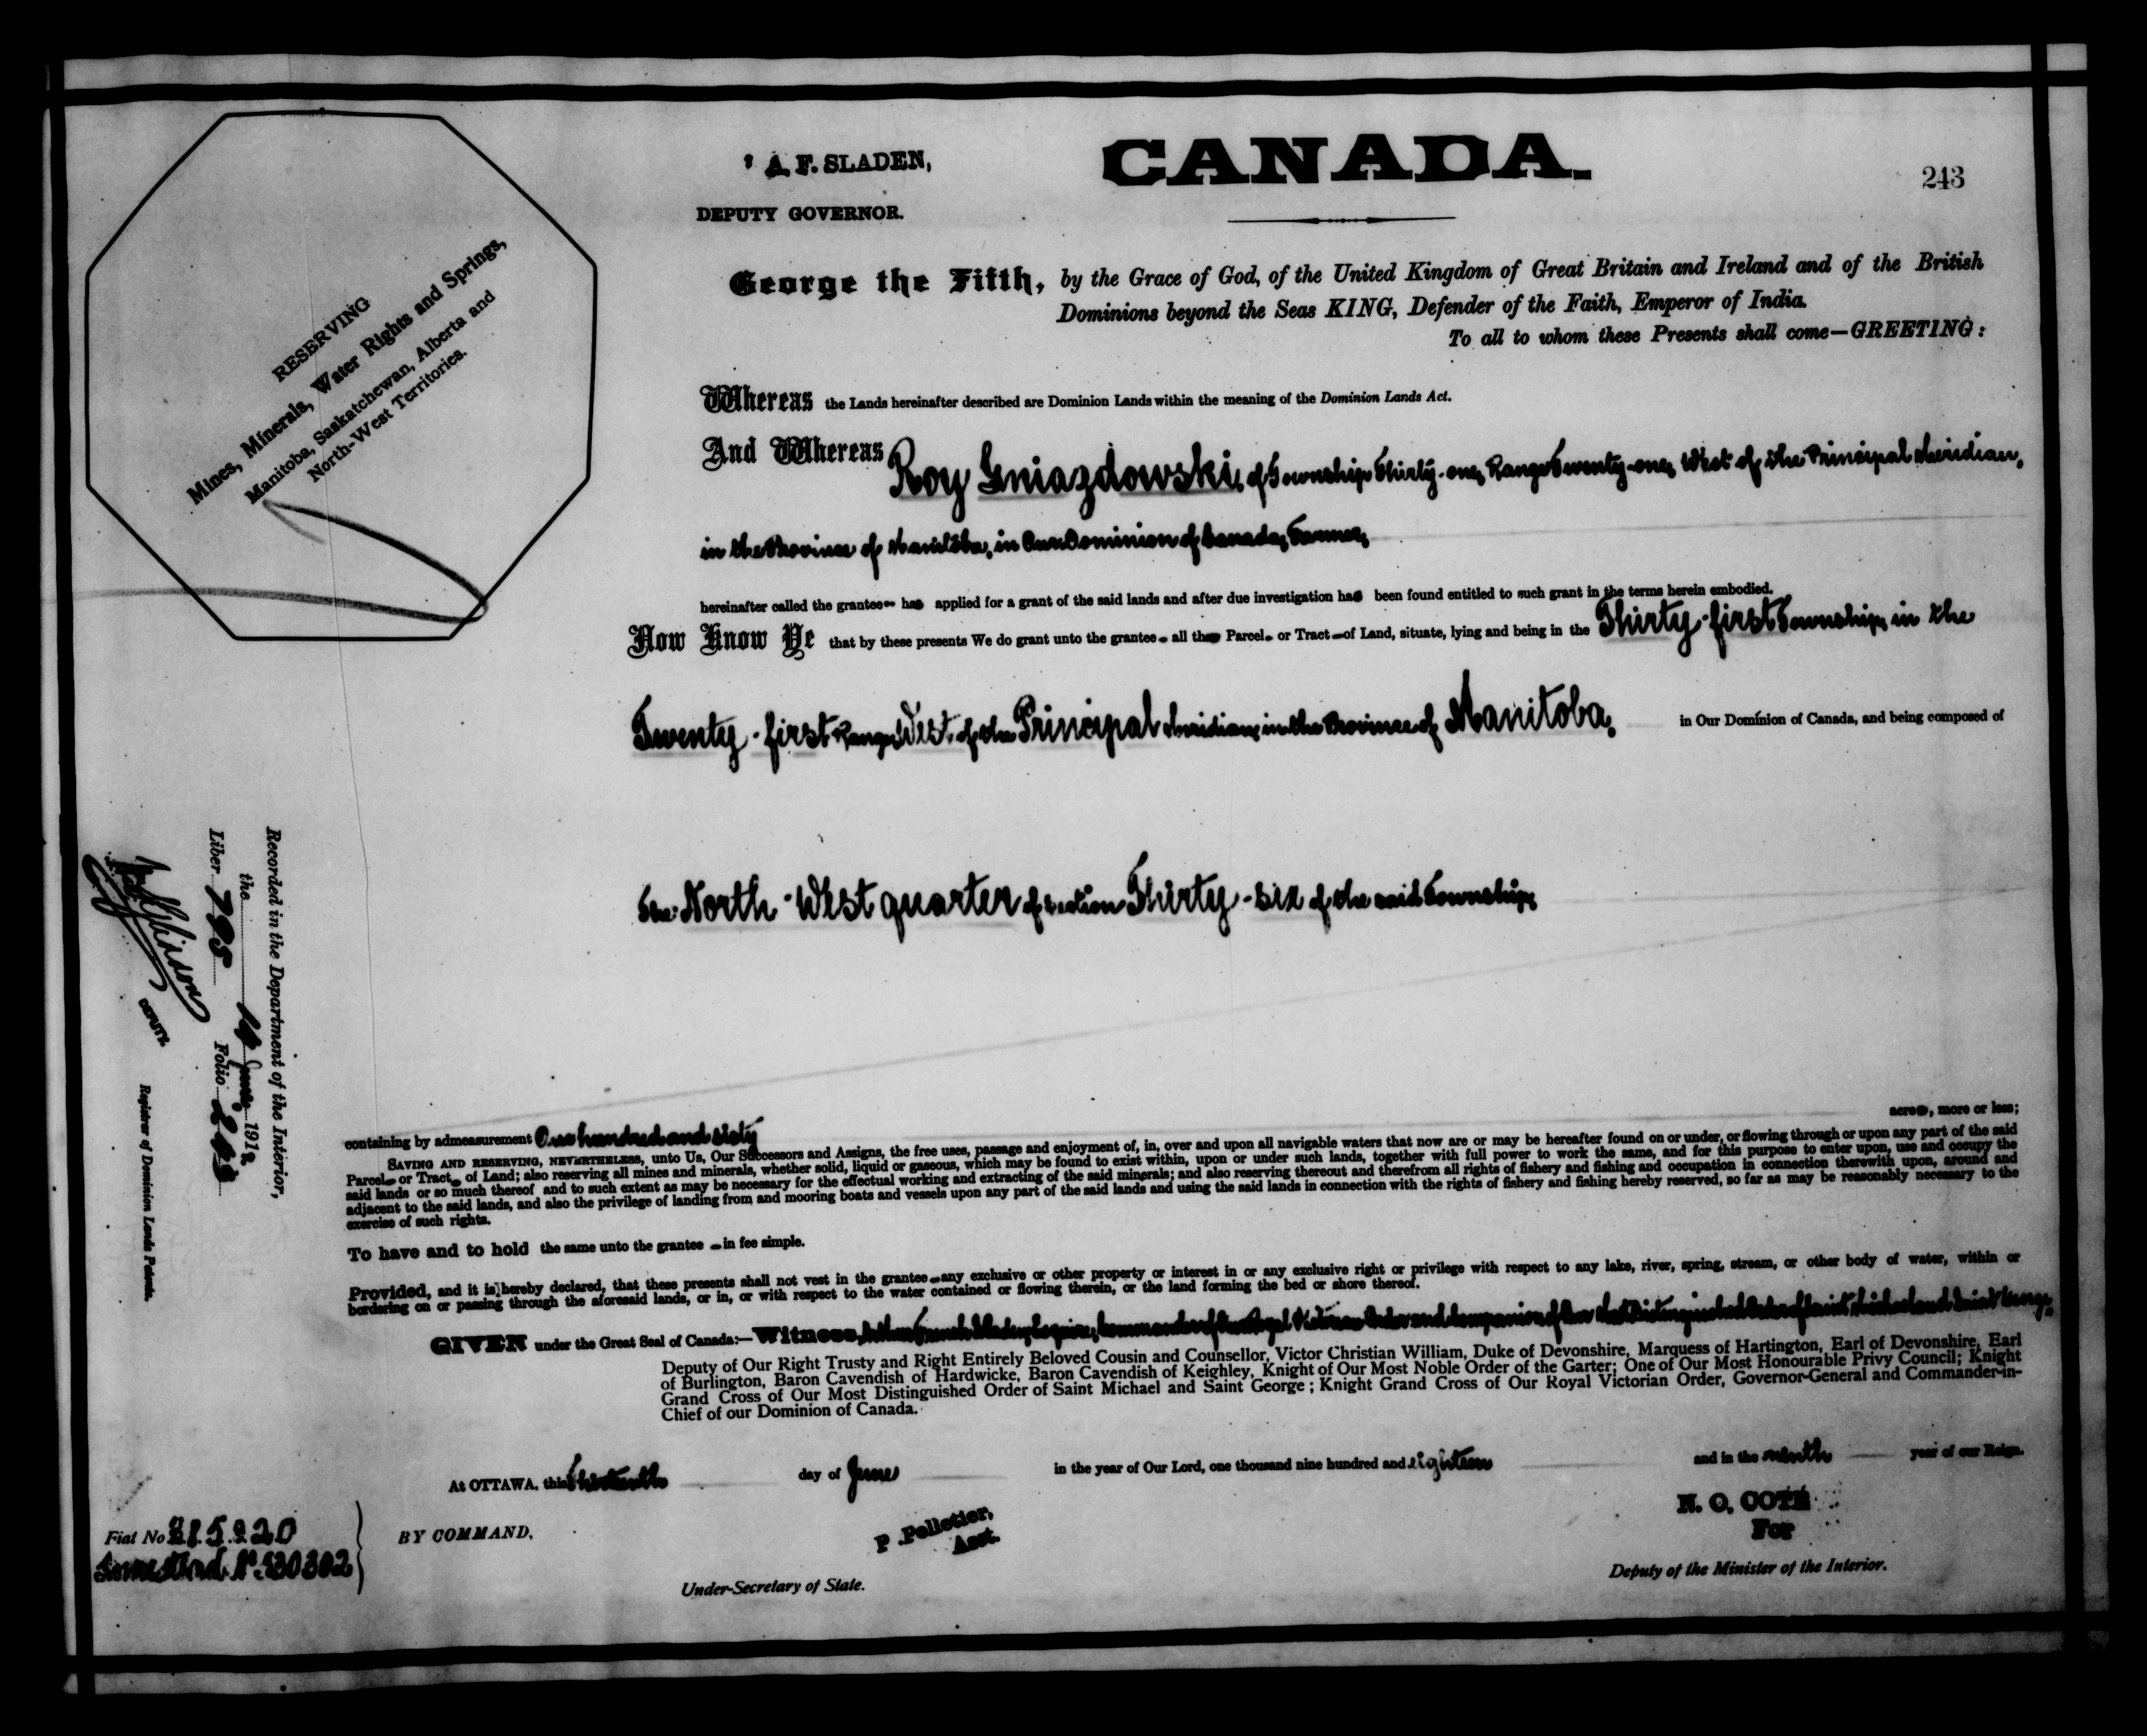 A. F. SLADEN,
DEPUTY GOVERNOR.
CANADA.
243
RESERVING
Mines, Minerals, Water Rights and Springs,
Manitoba, Saskatchewan, Alberta and
North-West Territories.
George the Fifth, by the Grace of God, of the United Kingdom of Great Britain and Ireland and of the British
Dominions beyond the Seas KING, Defender of the Faith, Emperor of India.
To all to whom these Presents shall come—GREETING:
Whereas the Lands hereinafter described are Dominion Lands within the meaning of the Dominion Lands Act.
And Whereas Roy Gniazdowski, of Township Thirty-one, Range Twenty-one, West of the Principal Meridian,
in the Province of Manitoba, in Our Dominion of Canada, Farmer,
hereinafter called the grantee has applied for a grant of the said lands and after due investigation has been found entitled to such grant in the terms herein embodied.
Now Know Ye that by these presents We do grant unto the grantee all that Parcel or Tract of Land, situate, lying and being in the Thirty-first Township, in the
Twenty-first Range, West of the Principal Meridian, in the Province of Manitoba, in Our Dominion of Canada, and being composed of
The North-West quarter of Section Thirty-six of the said Township,
containing by admeasurement One hundred and sixty acres, more or less;
SAVING AND RESERVING, NEVERTHELESS, unto Us, Our Successors and Assigns, the free uses, passage and enjoyment of, in, over and upon all navigable waters that now are or may be hereafter found on or under, or flowing through or upon any part of the said
Parcel or Tract of Land; also reserving all mines and minerals, whether solid, liquid or gaseous, which may be found to exist within, upon or under such lands, together with full power to work the same, and for this purpose to enter upon, use and occupy the
said lands or so much thereof and to such extent as may be necessary for the effectual working and extracting of the said minerals; and also reserving thereout and therefrom all rights of fishery and fishing and occupation in connection therewith upon, around and
adjacent to the said lands, and also the privilege of landing from and mooring boats and vessels upon any part of the said lands and using the said lands in connection with the rights of fishery and fishing hereby reserved, so far as may be reasonably necessary to the
exercise of such rights.
To have and to hold the same unto the grantee in fee simple.
Provided, and it is hereby declared, that these presents shall not vest in the grantee any exclusive or other property or interest in or any exclusive right or privilege with respect to any lake, river, spring, stream, or other body of water, within or
bordering on or passing through the aforesaid lands, or in, or with respect to the water contained or flowing therein, or the land forming the bed or shore thereof.
GIVEN under the Great Seal of Canada:—Witness, Arthur French Sladen, Esquire, Commander of Our Royal Victorian Order and Companion of Our Most Distinguished Order of Saint Michael and Saint George,
Deputy of Our Right Trusty and Right Entirely Beloved Cousin and Counsellor, Victor Christian William, Duke of Devonshire, Marquess of Hartington, Earl of Devonshire, Earl
of Burlington, Baron Cavendish of Hardwicke, Baron Cavendish of Keighley, Knight of Our Most Noble Order of the Garter; One of Our Most Honourable Privy Council; Knight
Grand Cross of Our Most Distinguished Order of Saint Michael and Saint George; Knight Grand Cross of Our Royal Victorian Order, Governor-General and Commander-in-
Chief of our Dominion of Canada.
At OTTAWA, this day of June in the year of Our Lord, one thousand nine hundred and eighteen and in the ninth year of our Reign.
BY COMMAND,
P. Pelletier,
Asst.
Under-Secretary of State.
N. O. COTÉ
For
Deputy of the Minister of the Interior.
Fiat No
Homestead No 530302
Recorded in the Department of the Interior,
the June 1918
Liber 795 Folio 243
DEPUTY
Registrar of Dominion Lands Patents.